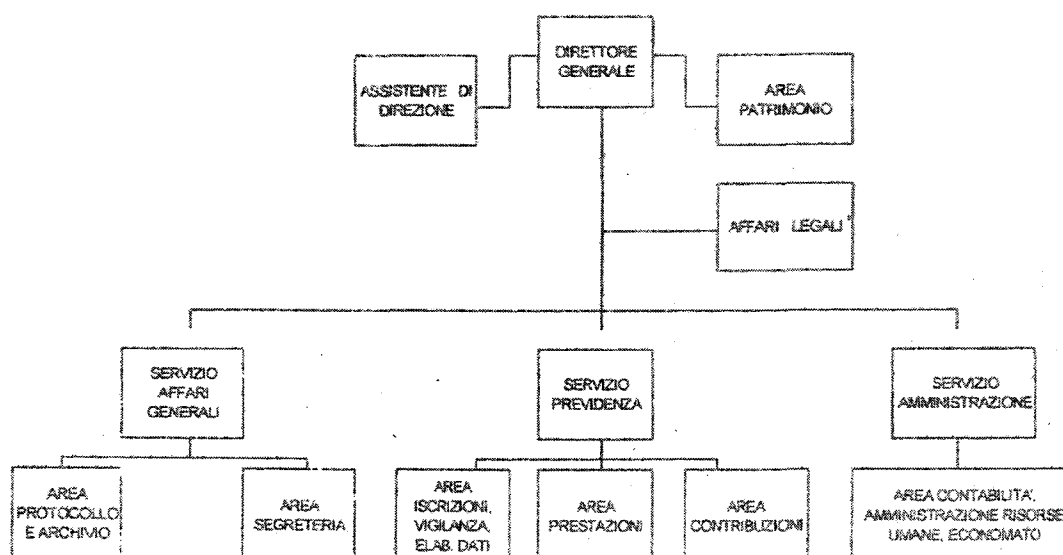 DIRETTORE
GENERALE
ASSISTENTE DI
DIREZIONE
AREA
PATRIMONIO
AFFARI LEGALI
SERVIZIO
AFFARI
GENERALI
SERVIZIO
PREVIDENZA
SERVIZIO
AMMINISTRAZIONE
AREA
PROTOCOLLO
E ARCHIVIO
AREA
SEGRETERIA
AREA
ISCRIZIONI,
VIGILANZA,
ELAB. DATI
AREA
PRESTAZIONI
AREA
CONTRIBUZIONI
AREA CONTABILITA',
AMMINISTRAZIONE RISORSE
UMANE, ECONOMATO